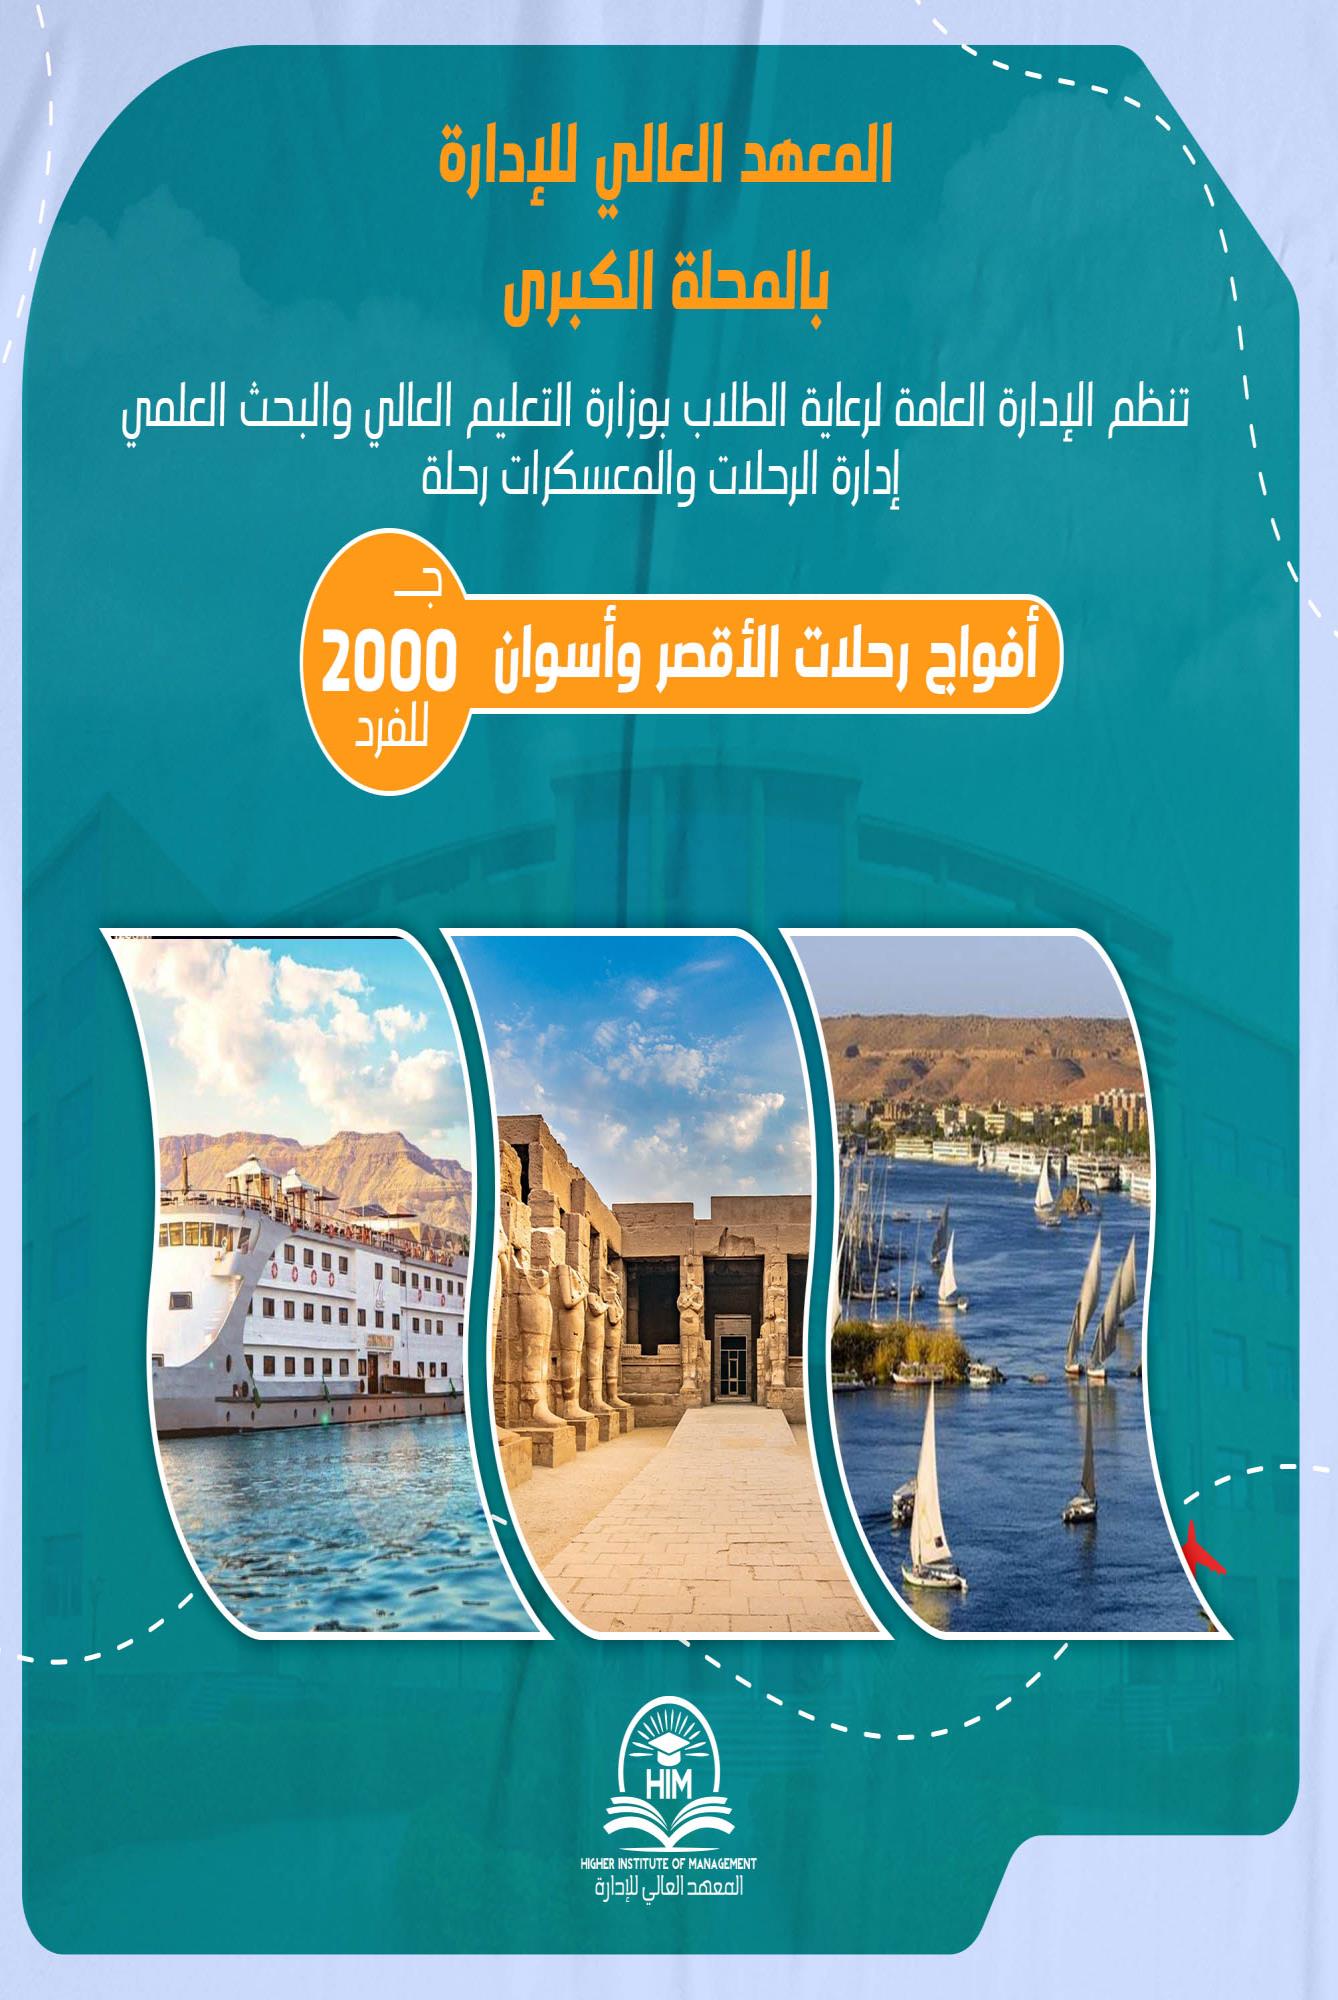 المعهد العالي للإدارة
بالمحلة الكبرى
تنظم الإدارة العامة لرعاية الطلاب بوزارة التعليم العالي والبحث العلمي
إدارة الرحلات والمعسكرات رحلة
أفواج رحلات الأقصر وأسوان
جـ
2000
للفرد
HIM
HIGHER INSTITUTE OF MANAGEMENT
المعهد العالي للإدارة